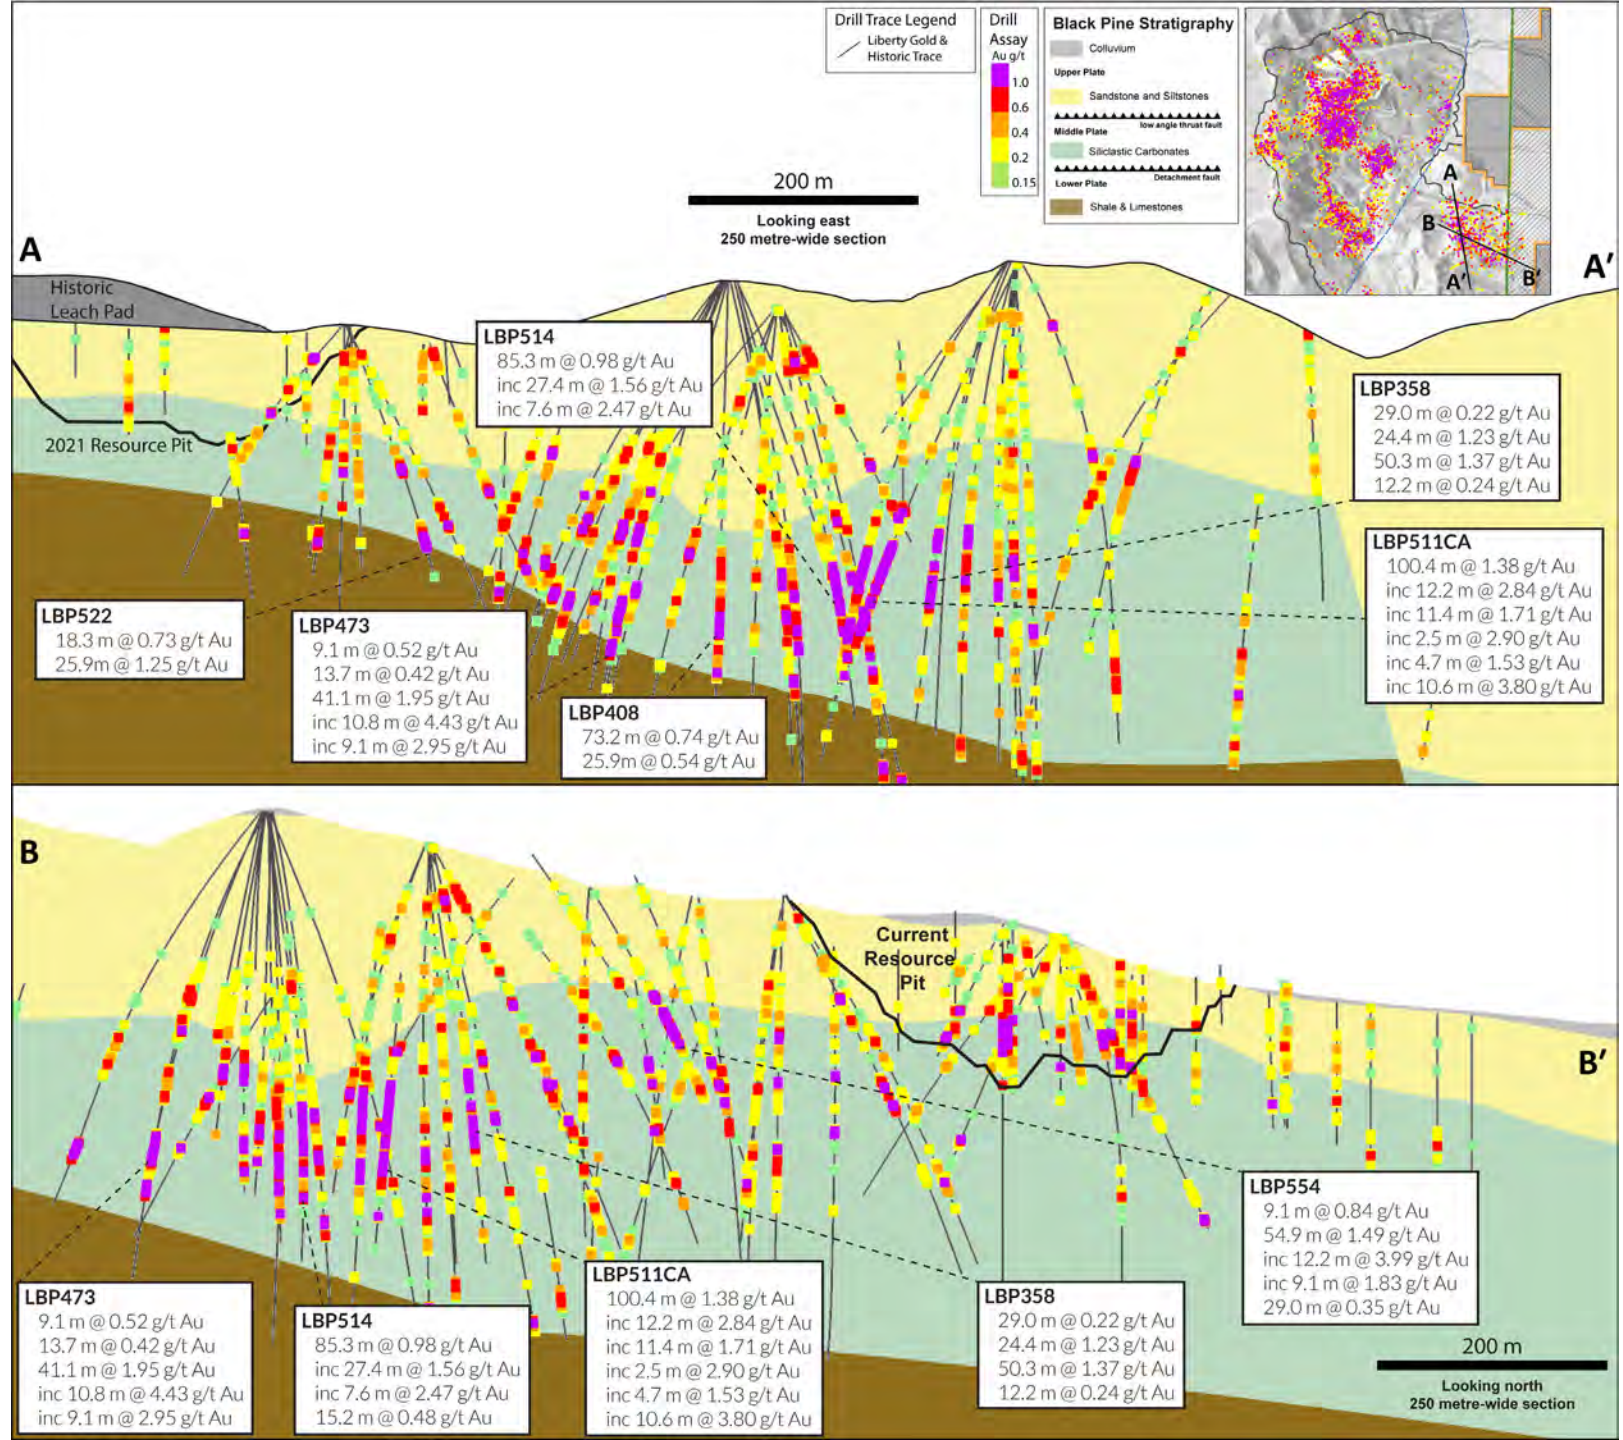 Drill Trace Legend
Liberty Gold &
Historic Trace
Drill
Assay
Au g/t
1.0
0.6
0.4
0.2
0.15
Black Pine Stratigraphy
Colluvium
Upper Plate
Sandstone and Siltstones
low angle thrust fault
Middle Plate
Siliclastic Carbonates
Detachment fault
Lower Plate
Shale & Limestones
A
B
A'
B'
200 m
Looking east
250 metre-wide section
A
A'
Historic
Leach Pad
2021 Resource Pit
LBP514
85.3 m @ 0.98 g/t Au
inc 27.4 m @ 1.56 g/t Au
inc 7.6 m @ 2.47 g/t Au
LBP358
29.0 m @ 0.22 g/t Au
24.4 m @ 1.23 g/t Au
50.3 m @ 1.37 g/t Au
12.2 m @ 0.24 g/t Au
LBP511CA
100.4 m @ 1.38 g/t Au
inc 12.2 m @ 2.84 g/t Au
inc 11.4 m @ 1.71 g/t Au
inc 2.5 m @ 2.90 g/t Au
inc 4.7 m @ 1.53 g/t Au
inc 10.6 m @ 3.80 g/t Au
LBP522
18.3 m @ 0.73 g/t Au
25.9m @ 1.25 g/t Au
LBP473
9.1 m @ 0.52 g/t Au
13.7 m @ 0.42 g/t Au
41.1 m @ 1.95 g/t Au
inc 10.8 m @ 4.43 g/t Au
inc 9.1 m @ 2.95 g/t Au
LBP408
73.2 m @ 0.74 g/t Au
25.9m @ 0.54 g/t Au
B
B'
Current
Resource
Pit
LBP554
9.1 m @ 0.84 g/t Au
54.9 m @ 1.49 g/t Au
inc 12.2 m @ 3.99 g/t Au
inc 9.1 m @ 1.83 g/t Au
29.0 m @ 0.35 g/t Au
LBP473
9.1 m @ 0.52 g/t Au
13.7 m @ 0.42 g/t Au
41.1 m @ 1.95 g/t Au
inc 10.8 m @ 4.43 g/t Au
inc 9.1 m @ 2.95 g/t Au
LBP514
85.3 m @ 0.98 g/t Au
inc 27.4 m @ 1.56 g/t Au
inc 7.6 m @ 2.47 g/t Au
15.2 m @ 0.48 g/t Au
LBP511CA
100.4 m @ 1.38 g/t Au
inc 12.2 m @ 2.84 g/t Au
inc 11.4 m @ 1.71 g/t Au
inc 2.5 m @ 2.90 g/t Au
inc 4.7 m @ 1.53 g/t Au
inc 10.6 m @ 3.80 g/t Au
LBP358
29.0 m @ 0.22 g/t Au
24.4 m @ 1.23 g/t Au
50.3 m @ 1.37 g/t Au
12.2 m @ 0.24 g/t Au
200 m
Looking north
250 metre-wide section